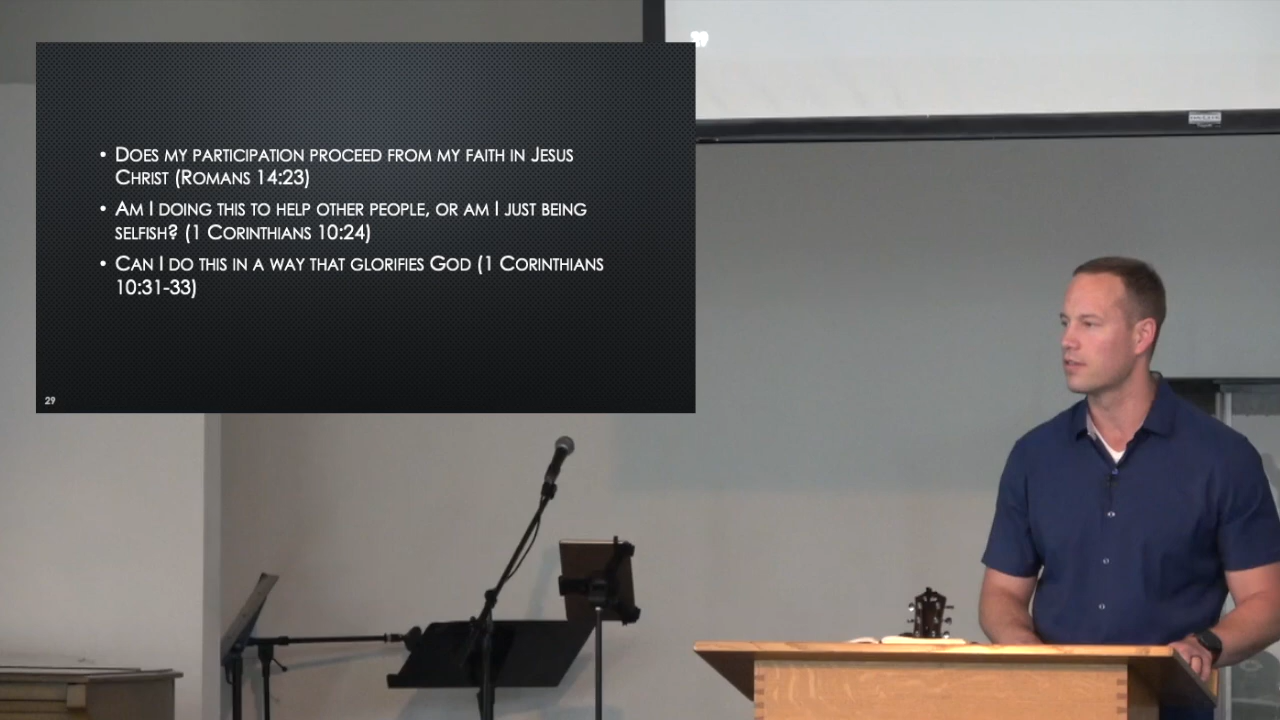 • Does my participation proceed from my faith in Jesus
Christ (Romans 14:23)
• Am I doing this to help other people, or am I just being
selfish? (1 Corinthians 10:24)
• Can I do this in a way that glorifies God (1 Corinthians
10:31-33)
29